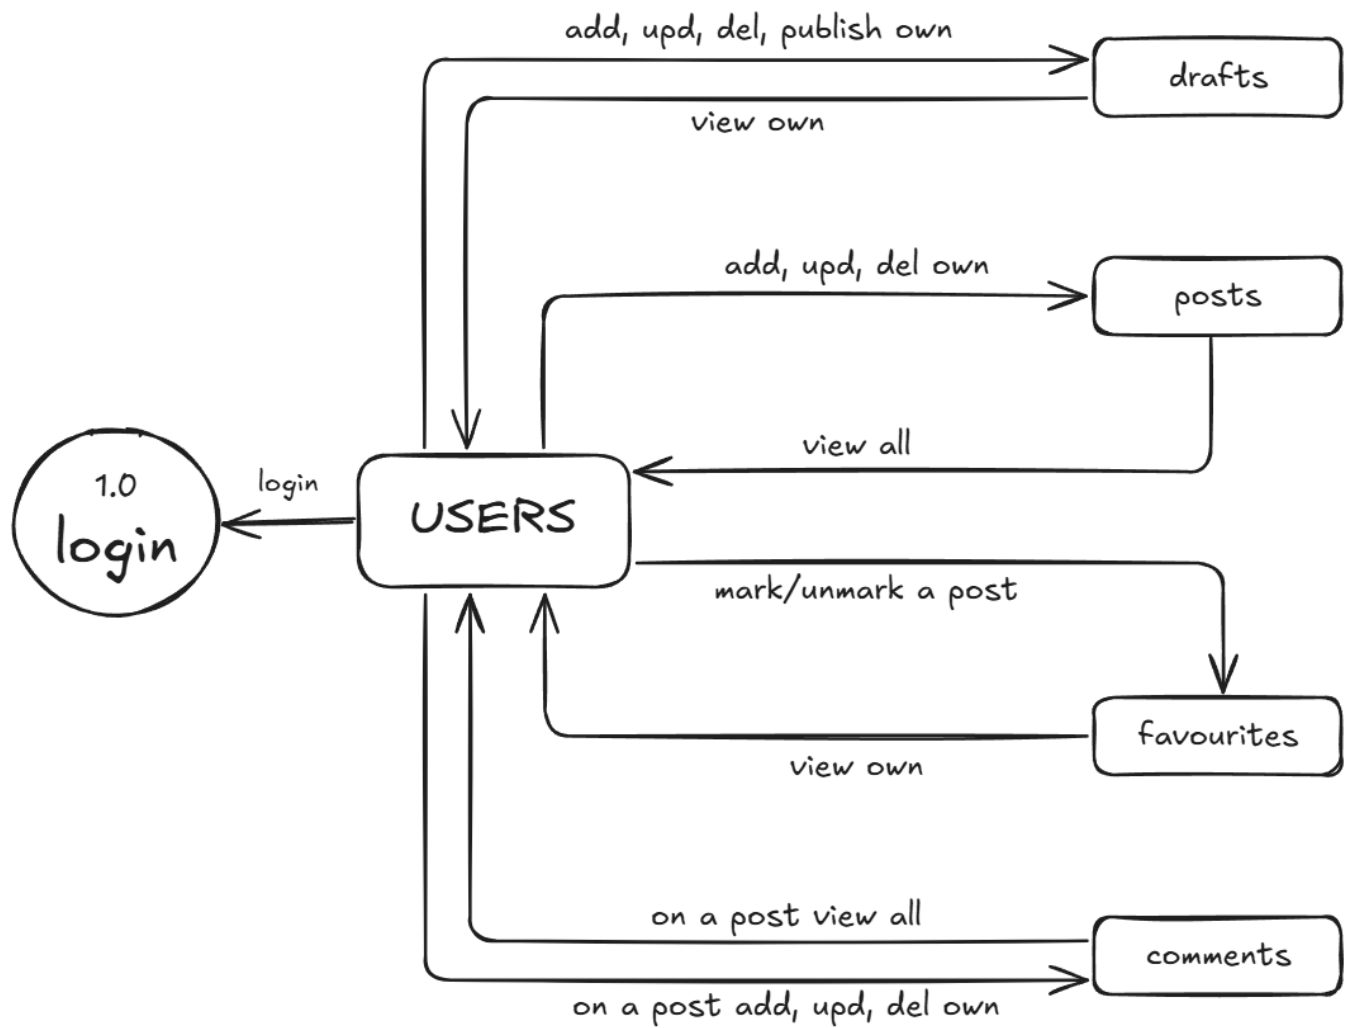 add, upd, del, publish own
drafts
view own
add, upd, del own
posts
view all
1.0
login
login
USERS
mark/unmark a post
favourites
view own
on a post view all
comments
on a post add, upd, del own